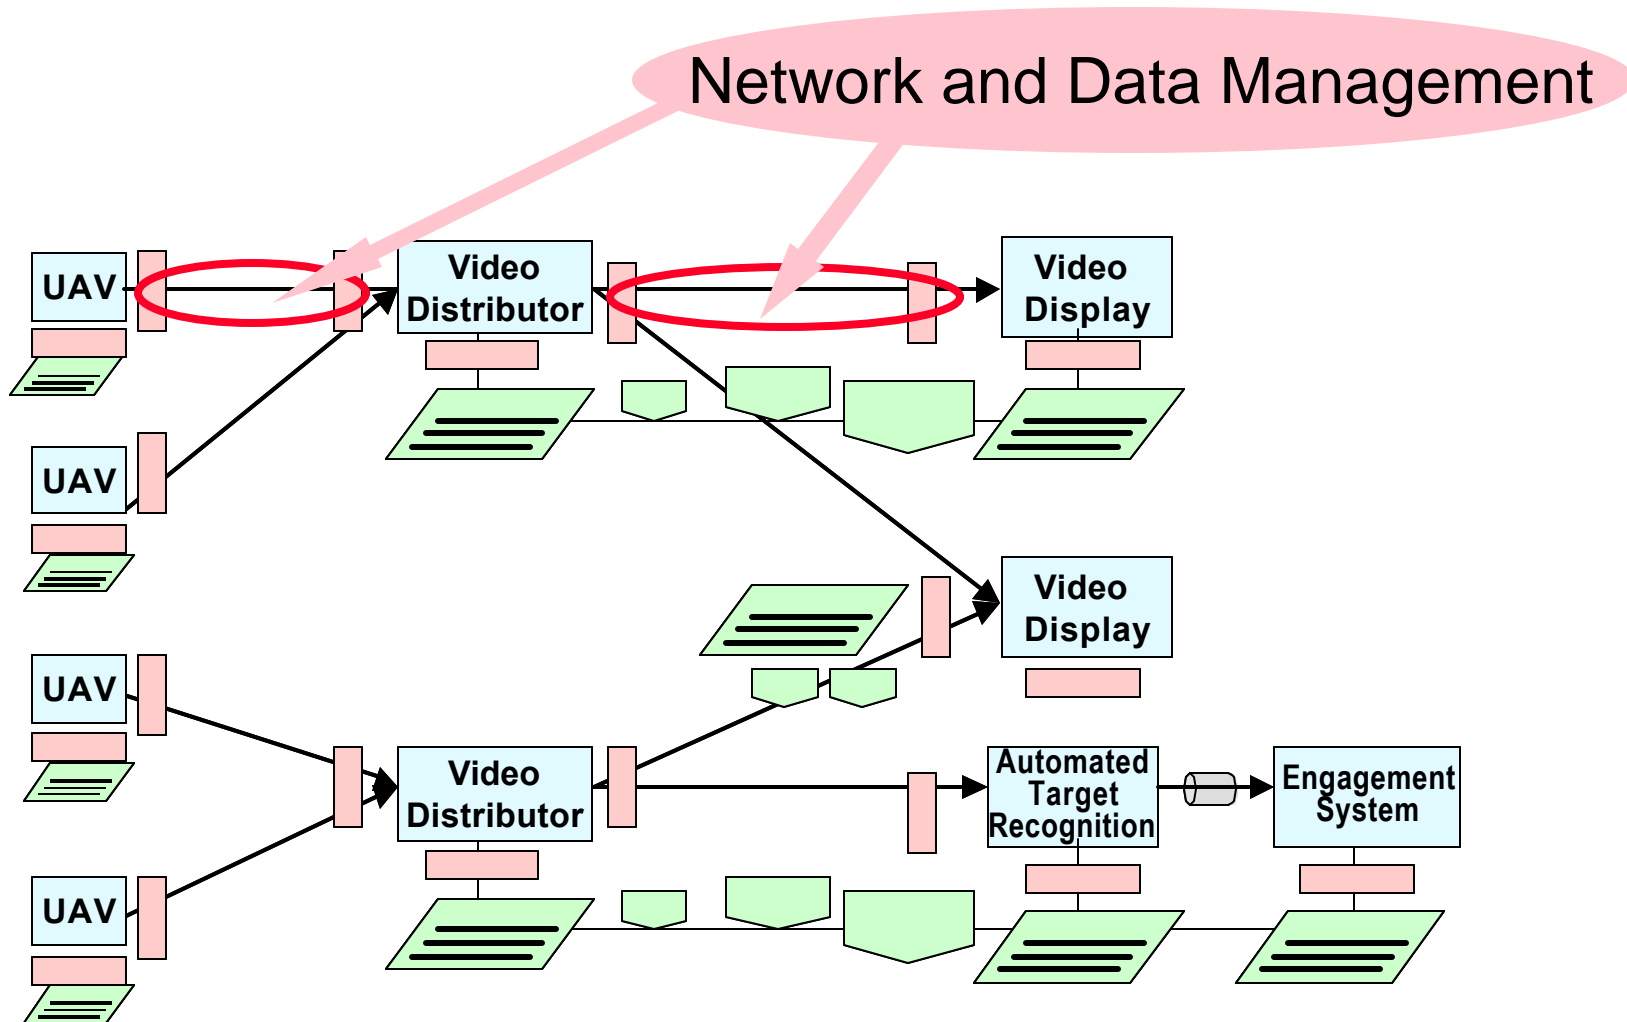 Network and Data Management
UAV
Video
Distributor
Video
Display
UAV
Video
Display
UAV
Video
Distributor
Automated
Target
Recognition
Engagement
System
UAV